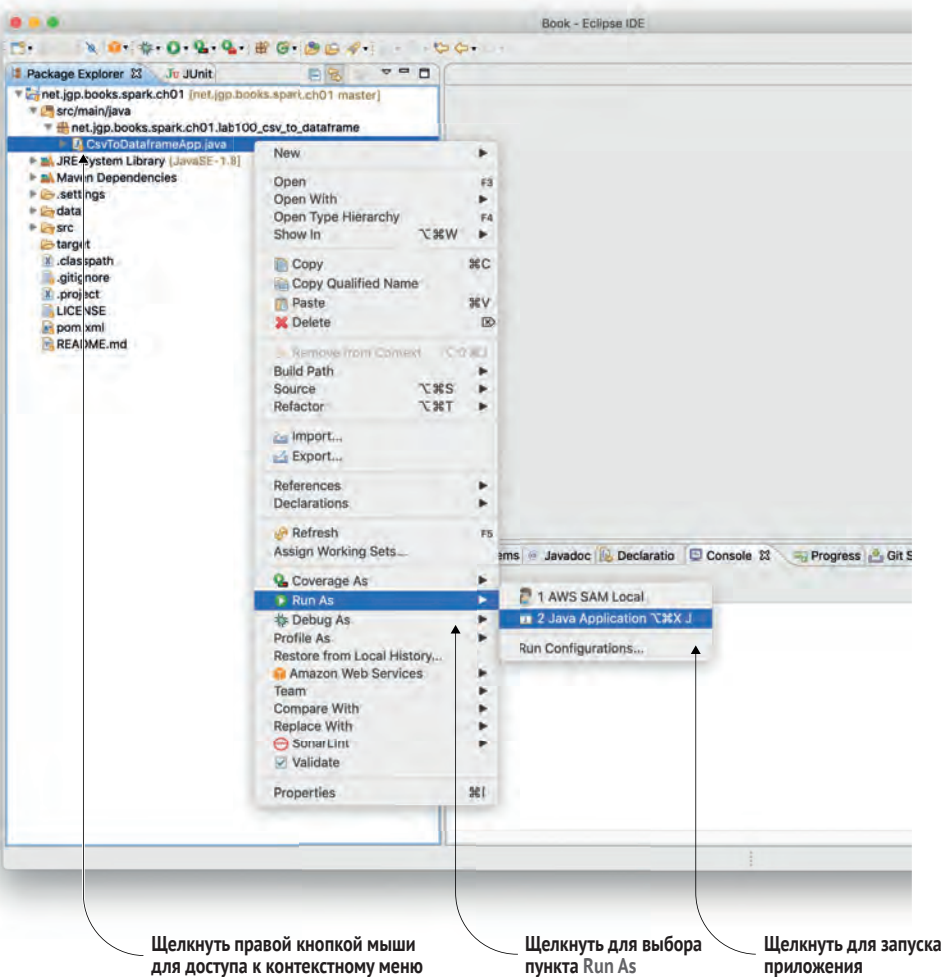 Book - Eclipse IDE
Package Explorer
JUnit
net.jgp.books.spark.ch01 [net.jgp.books.spark.ch01 master]
src/main/java
net.jgp.books.spark.ch01.lab100_csv_to_dataframe
CsvToDataframeApp.java
JRE System Library [JavaSE-1.8]
Maven Dependencies
.settings
data
src
target
.classpath
.gitignore
.project
LICENSE
pom.xml
README.md
New
Open F3
Open With
Open Type Hierarchy F4
Show In ⌥⌘W
Copy ⌘C
Copy Qualified Name
Paste ⌘V
Delete ⌦
Remove from Context
Build Path
Source ⌥⌘S
Refactor ⌥⌘T
Import...
Export...
References
Declarations
Refresh F5
Assign Working Sets...
Coverage As
Run As
Debug As
Profile As
Restore from Local History...
Amazon Web Services
Team
Compare With
Replace With
SonarLint
Validate
Properties ⌘I
1 AWS SAM Local
2 Java Application ⌥⌘X J
Run Configurations...
ems Javadoc Declaratio Console Progress Git S
Щелкнуть правой кнопкой мыши
для доступа к контекстному меню
Щелкнуть для выбора
пункта Run As
Щелкнуть для запуска
приложения